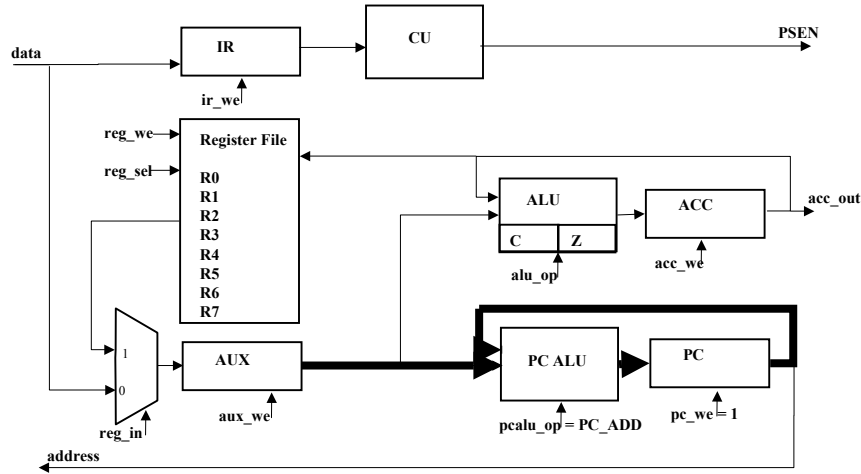 data
IR
CU
PSEN
ir_we
reg_we
Register File
reg_sel
R0
R1
R2
R3
R4
R5
R6
R7
ALU
C
Z
ACC
acc_out
alu_op
acc_we
1
0
AUX
PC ALU
PC
reg_in
aux_we
pcalu_op = PC_ADD
pc_we = 1
address